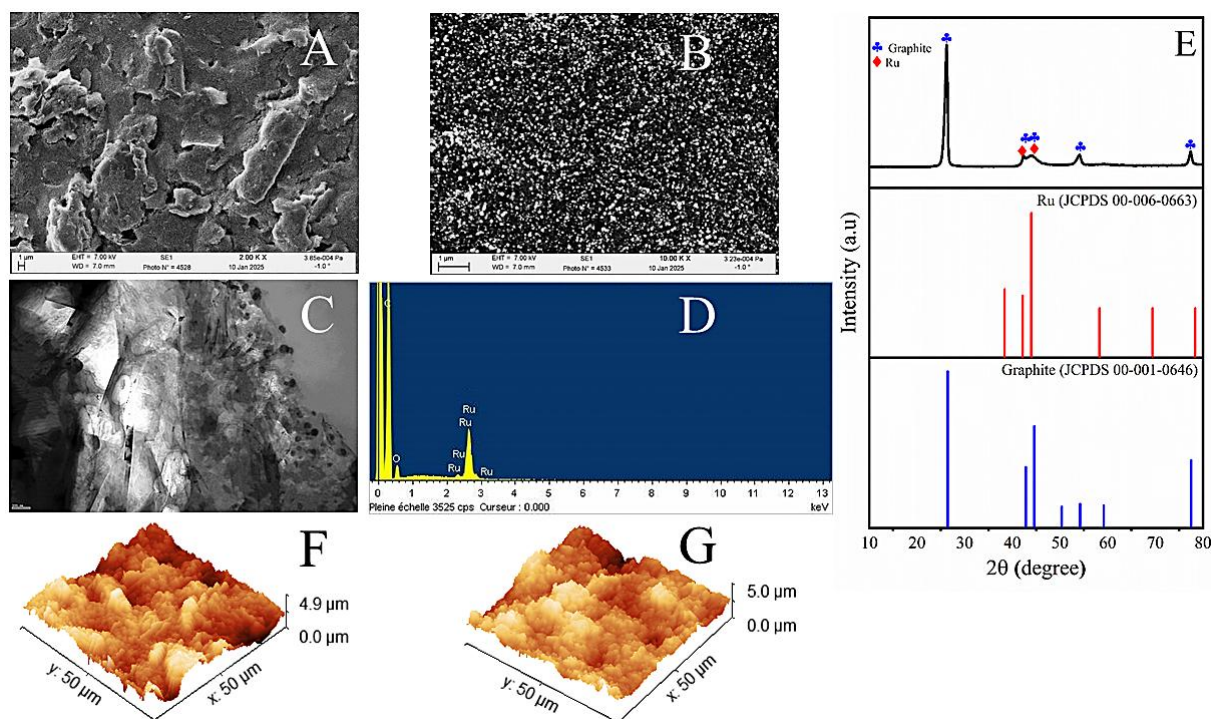 A
1 µm
EHT = 7.00 kV
WD = 7.0 mm
SE1
Photo N° = 4528
2.00 K X
10 Jan 2025
3.85e-004 Pa
-1.0 °
B
1 µm
EHT = 7.00 kV
WD = 7.0 mm
SE1
Photo N° = 4533
10.00 K X
10 Jan 2025
3.23e-004 Pa
-1.0 °
C
D
O
Ru
Ru
Ru
Ru
Ru
0 1 2 3 4 5 6 7 8 9 10 11 12 13
Pleine échelle 3525 cps Curseur : 0.000
keV
E
♣ Graphite
♦ Ru
Ru (JCPDS 00-006-0663)
Graphite (JCPDS 00-001-0646)
Intensity (a.u)
10 20 30 40 50 60 70 80
2θ (degree)
F
4.9 µm
0.0 µm
y: 50 µm
x: 50 µm
G
5.0 µm
0.0 µm
y: 50 µm
x: 50 µm